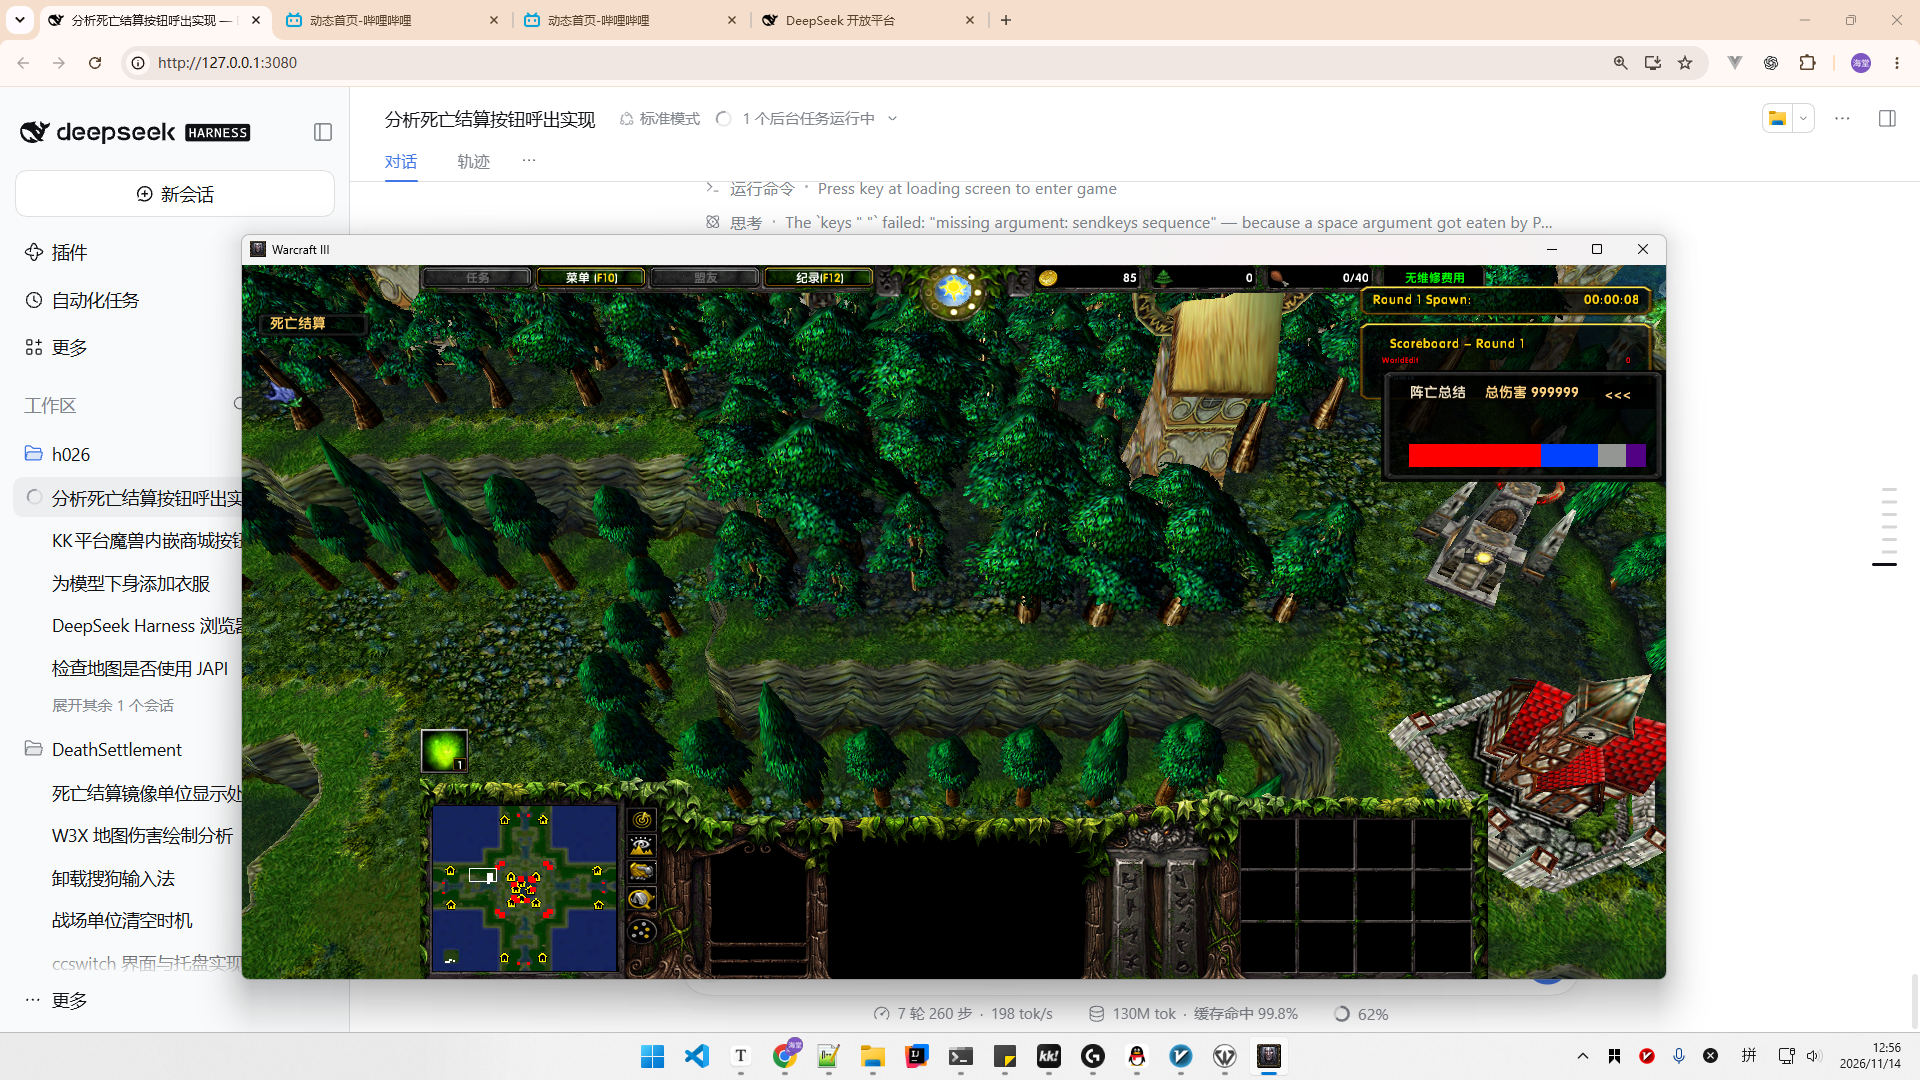 分析死亡结算按钮呼出实现 —
动态首页-哔哩哔哩
动态首页-哔哩哔哩
DeepSeek 开放平台
http://127.0.0.1:3080
海堂
deepseek HARNESS
新会话
插件
自动化任务
更多
工作区
h026
分析死亡结算按钮呼出实
KK平台魔兽内嵌商城按钮
为模型下身添加衣服
DeepSeek Harness 浏览器
检查地图是否使用 JAPI
展开其余 1 个会话
DeathSettlement
死亡结算镜像单位显示处
W3X 地图伤害绘制分析
卸载搜狗输入法
战场单位清空时机
ccswitch 界面与托盘实现
更多
分析死亡结算按钮呼出实现
标准模式
1 个后台任务运行中
对话
轨迹
运行命令 · Press key at loading screen to enter game
思考 · The `keys " "` failed: "missing argument: sendkeys sequence" — because a space argument got eaten by P...
Warcraft III
任务
菜单 (F10)
盟友
纪录(F12)
85
0
0/40
无维修费用
死亡结算
Round 1 Spawn:
00:00:08
Scoreboard – Round 1
WorldEdit
0
阵亡总结
总伤害 999999
<<<
1
7 轮 260 步 · 198 tok/s
130M tok · 缓存命中 99.8%
62%
海堂
kk!
拼
12:56
2026/11/14